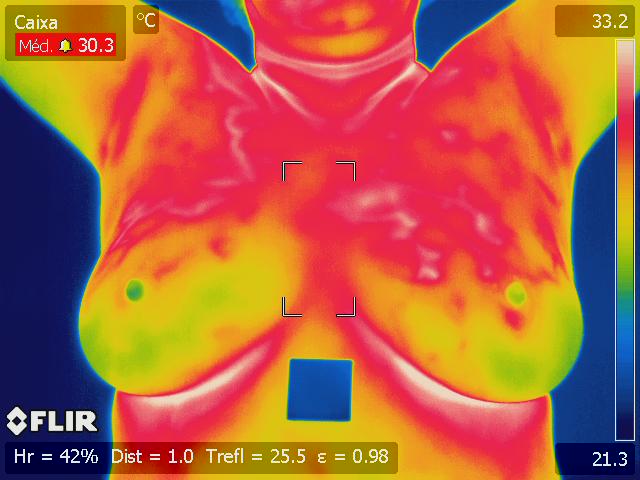 Caixa °C 33.2
Méd. 30.3
FLIR
Hr = 42% Dist = 1.0 Trefl = 25.5 ε = 0.98 21.3